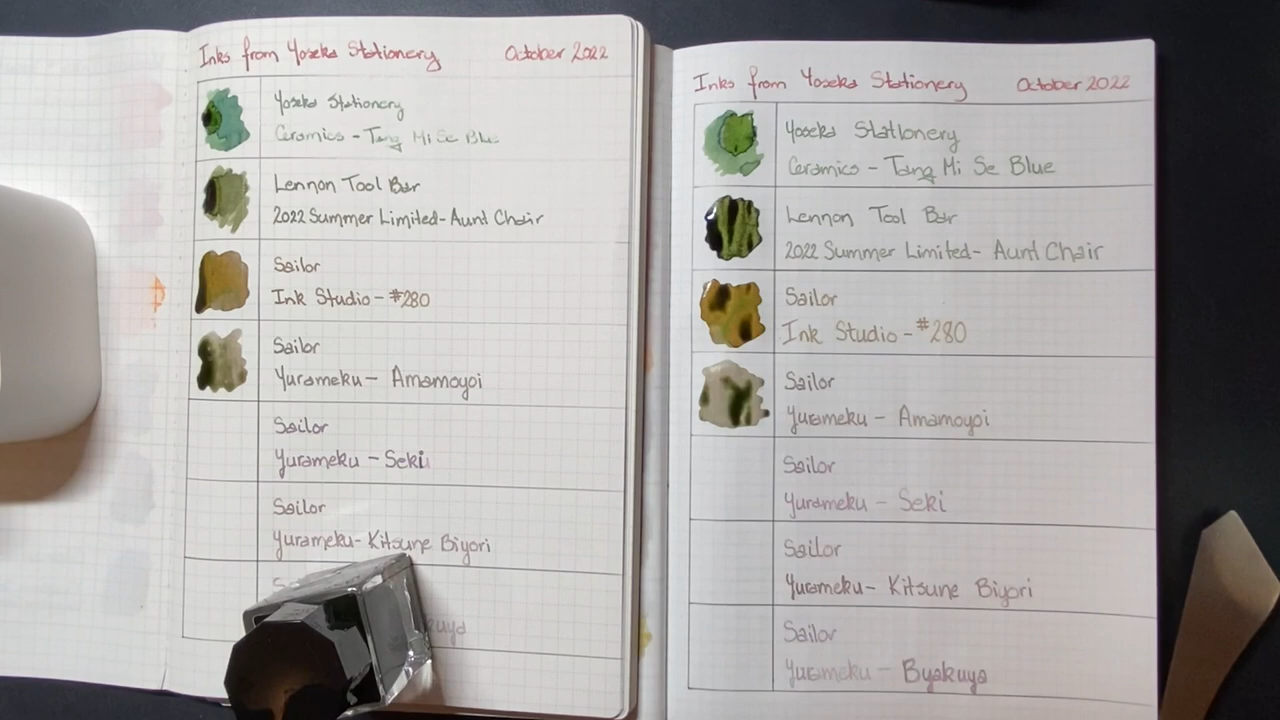 Inks from Yoseka Stationery October 2022
Yoseka Stationery
Ceramics - Tang Mi Se Blue
Lennon Tool Bar
2022 Summer Limited- Aunt Chair
Sailor
Ink Studio - #280
Sailor
Yurameku - Amamoyoi
Sailor
Yurameku - Seki
Sailor
Yurameku- Kitsune Biyori
Inks from Yoseka Stationery October 2022
Yoseka Stationery
Ceramics - Tang Mi Se Blue
Lennon Tool Bar
2022 Summer Limited- Aunt Chair
Sailor
Ink Studio - #280
Sailor
Yurameku - Amamoyoi
Sailor
Yurameku - Seki
Sailor
Yurameku- Kitsune Biyori
Sailor
Yurameku - Byakuya